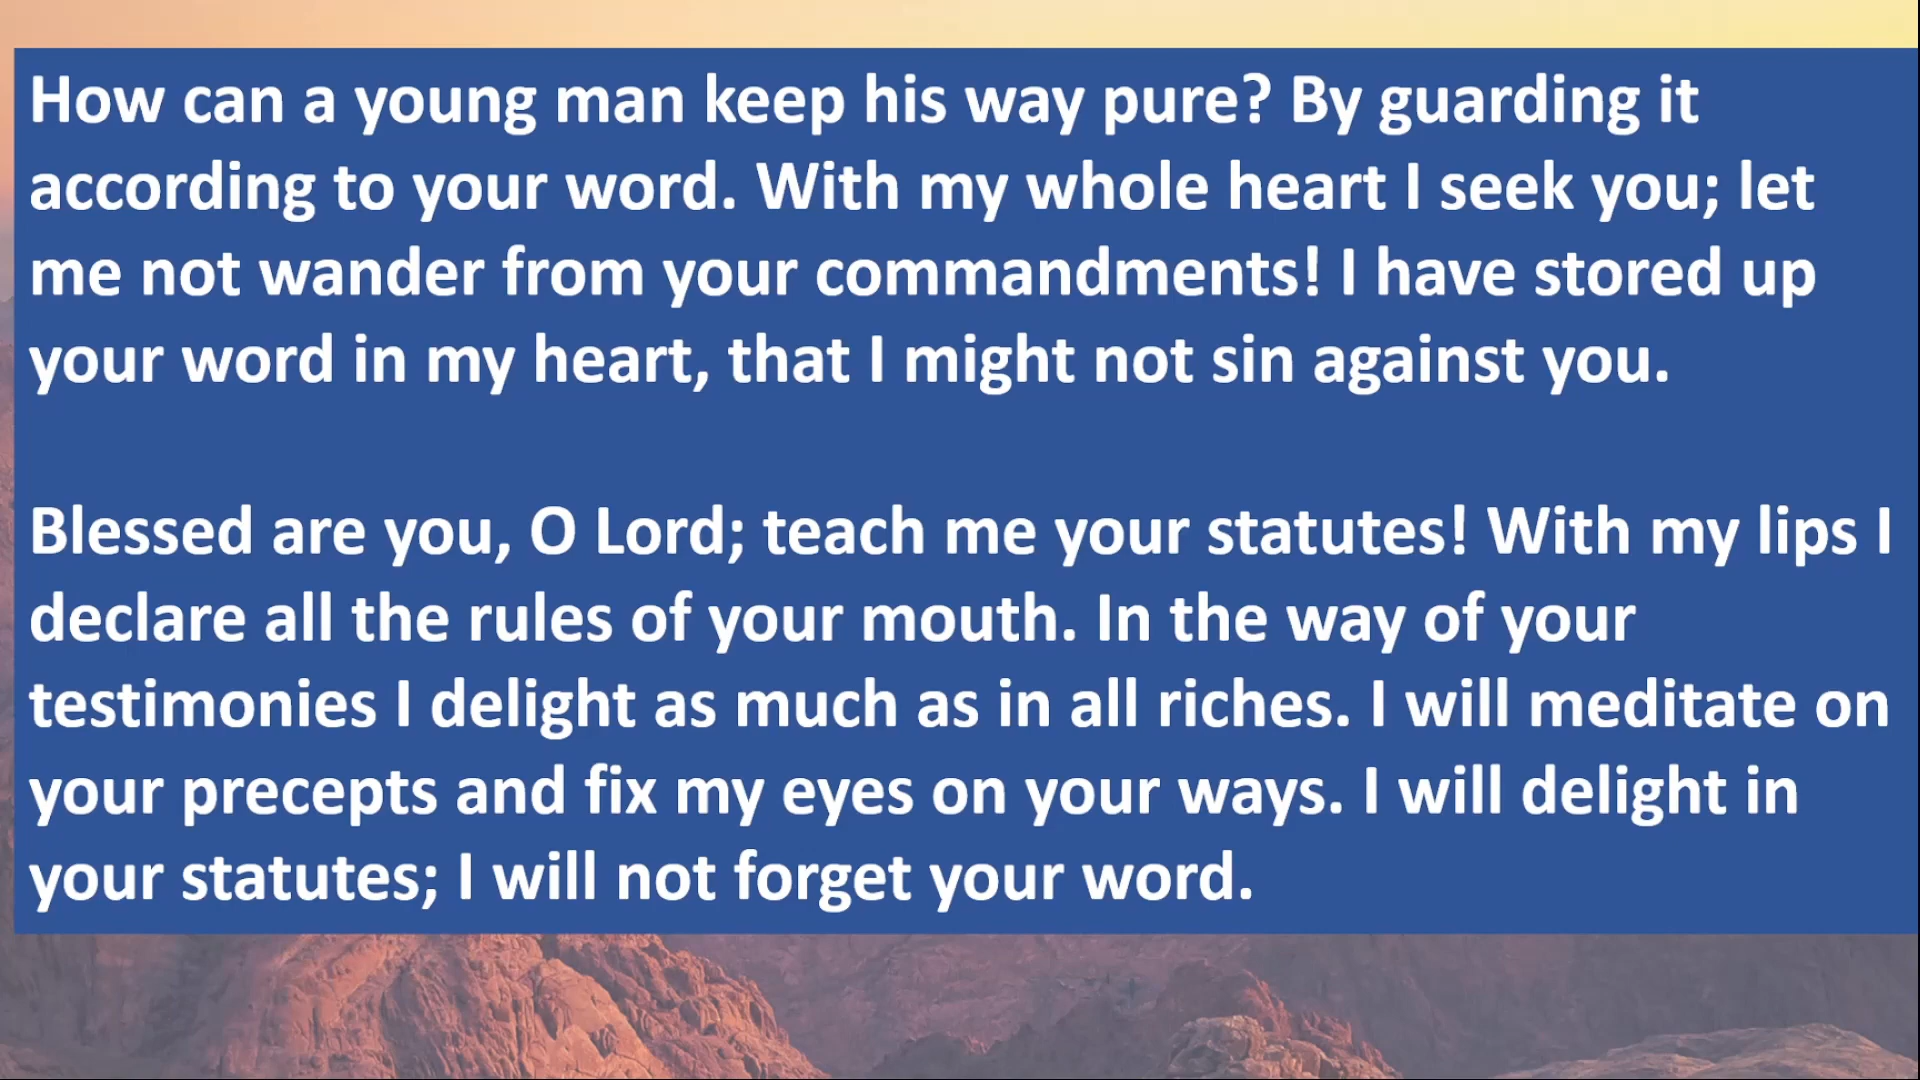 How can a young man keep his way pure? By guarding it
according to your word. With my whole heart I seek you; let
me not wander from your commandments! I have stored up
your word in my heart, that I might not sin against you.
Blessed are you, O Lord; teach me your statutes! With my lips I
declare all the rules of your mouth. In the way of your
testimonies I delight as much as in all riches. I will meditate on
your precepts and fix my eyes on your ways. I will delight in
your statutes; I will not forget your word.